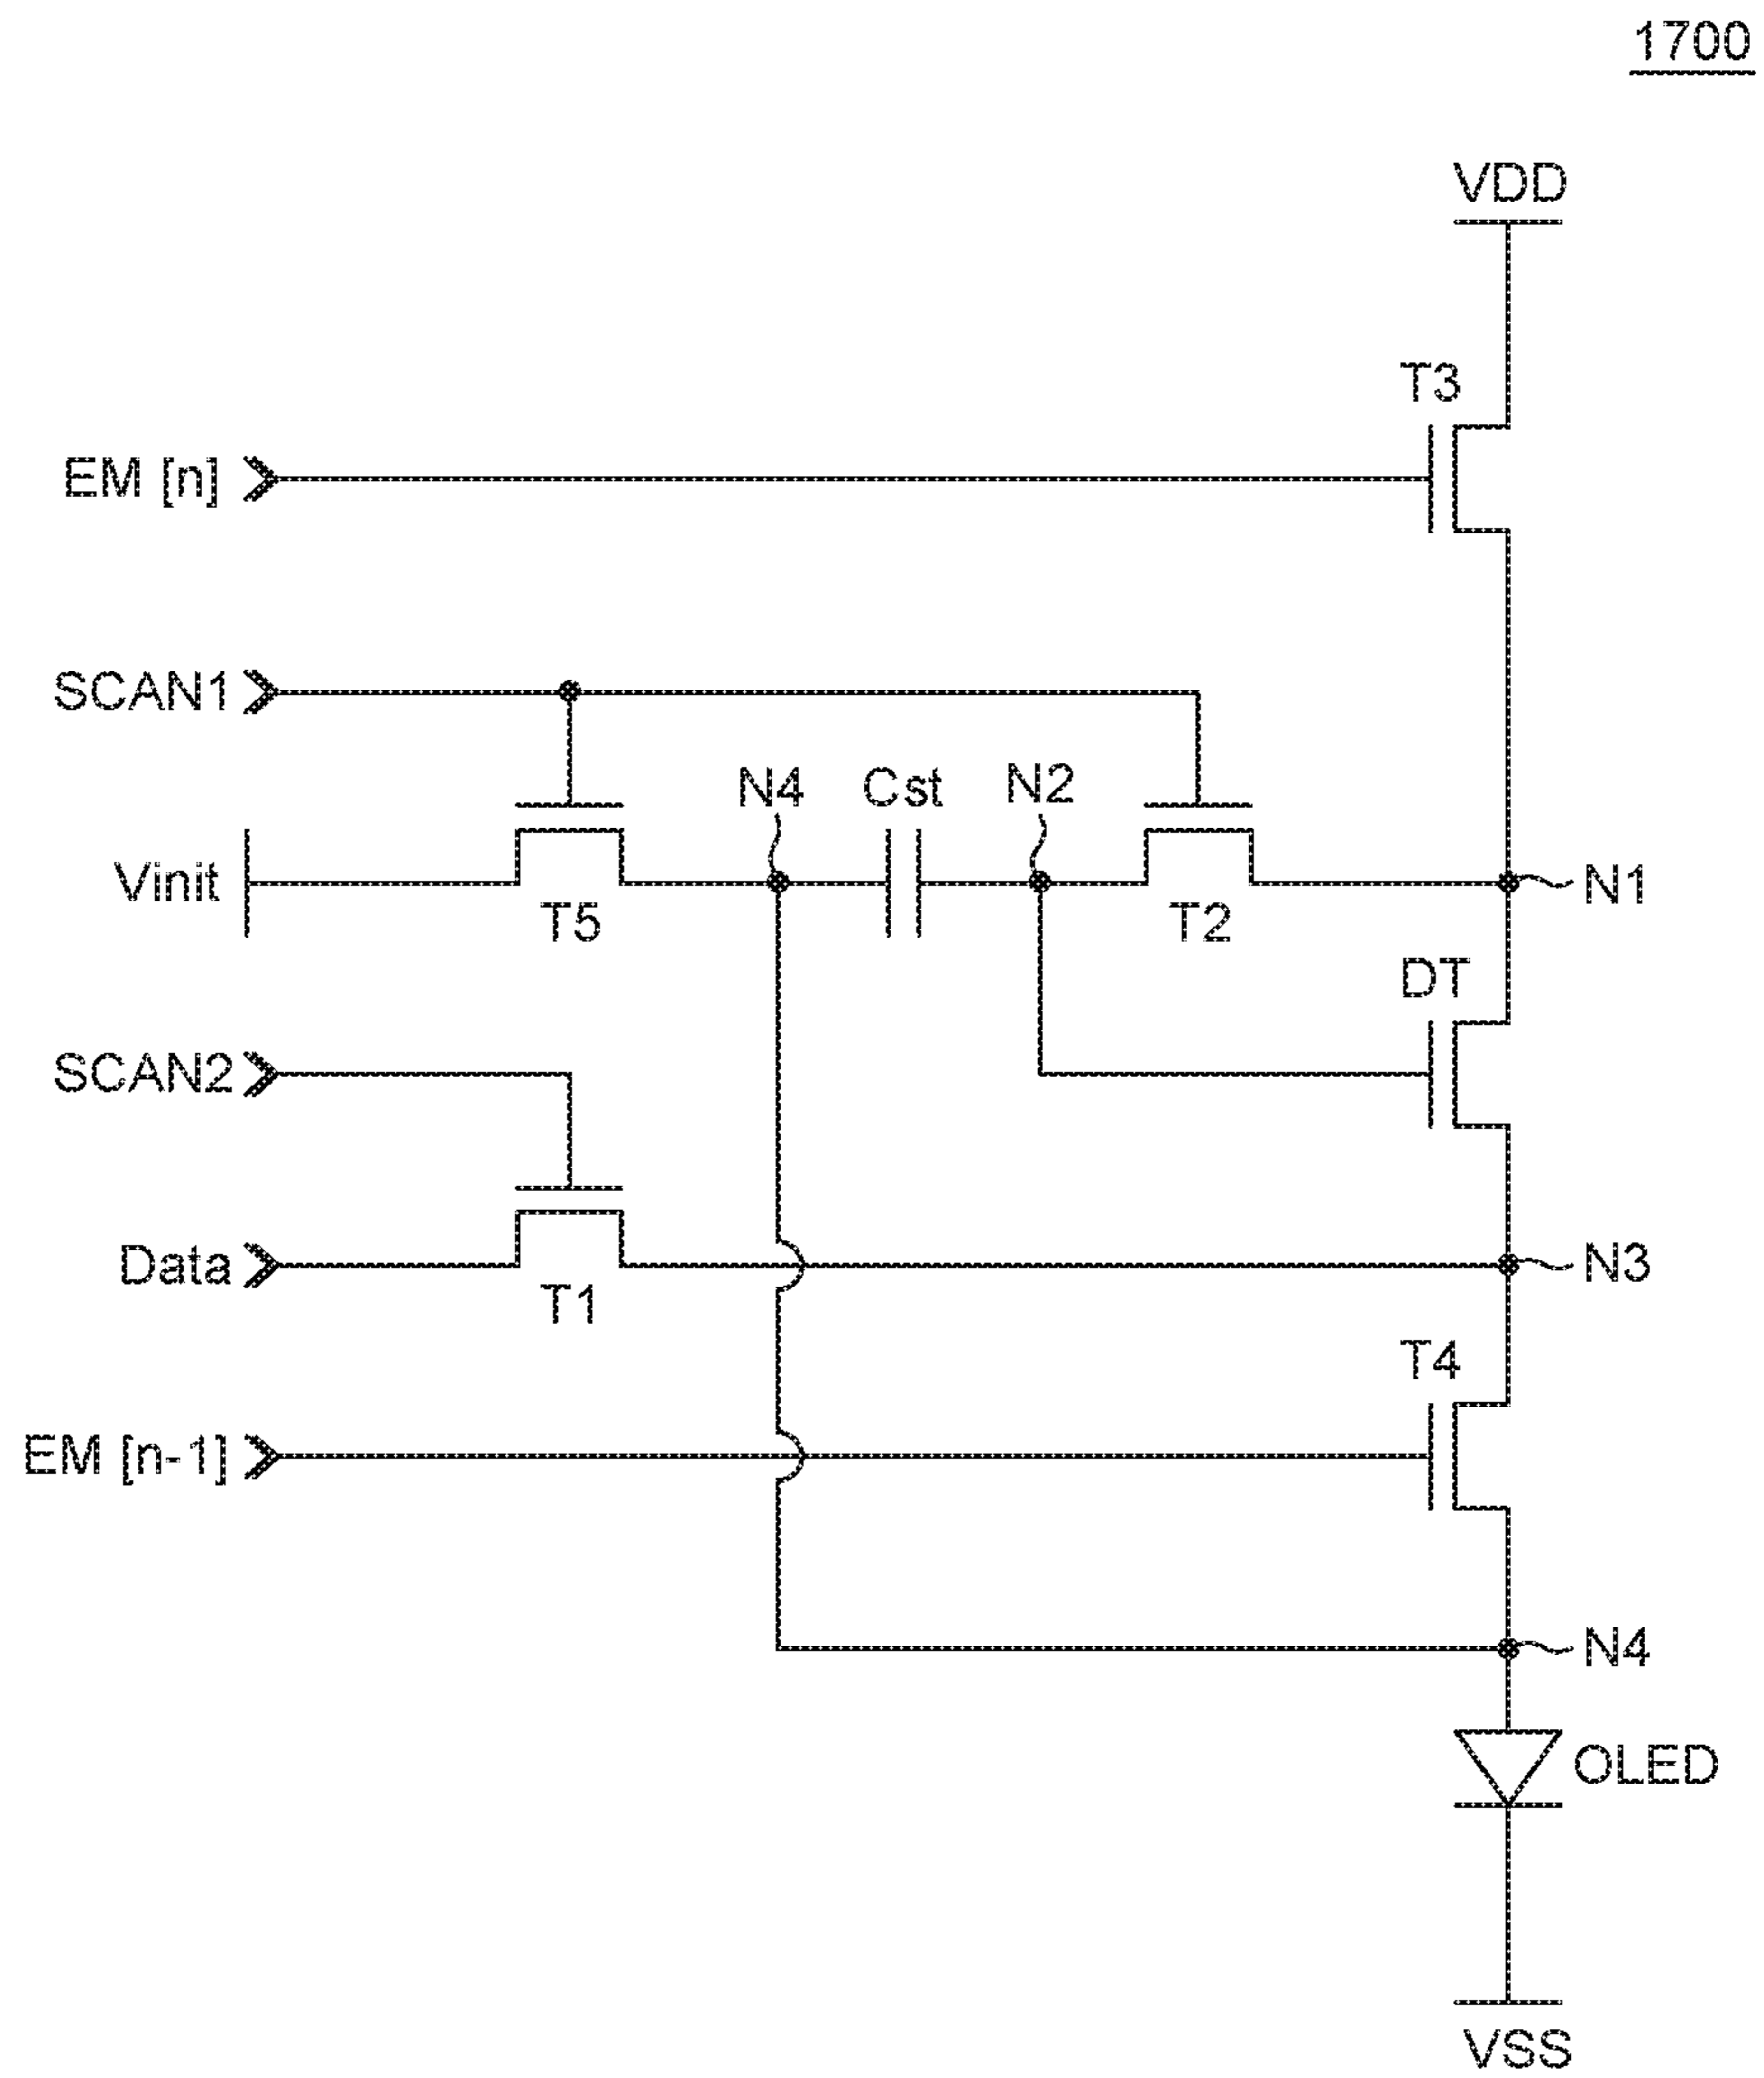 1700
VDD
T3
EM [n]
SCAN1
N4 Cst N2
Vinit
T5
T2
N1
DT
SCAN2
Data
T1
N3
T4
EM [n-1]
N4
OLED
VSS